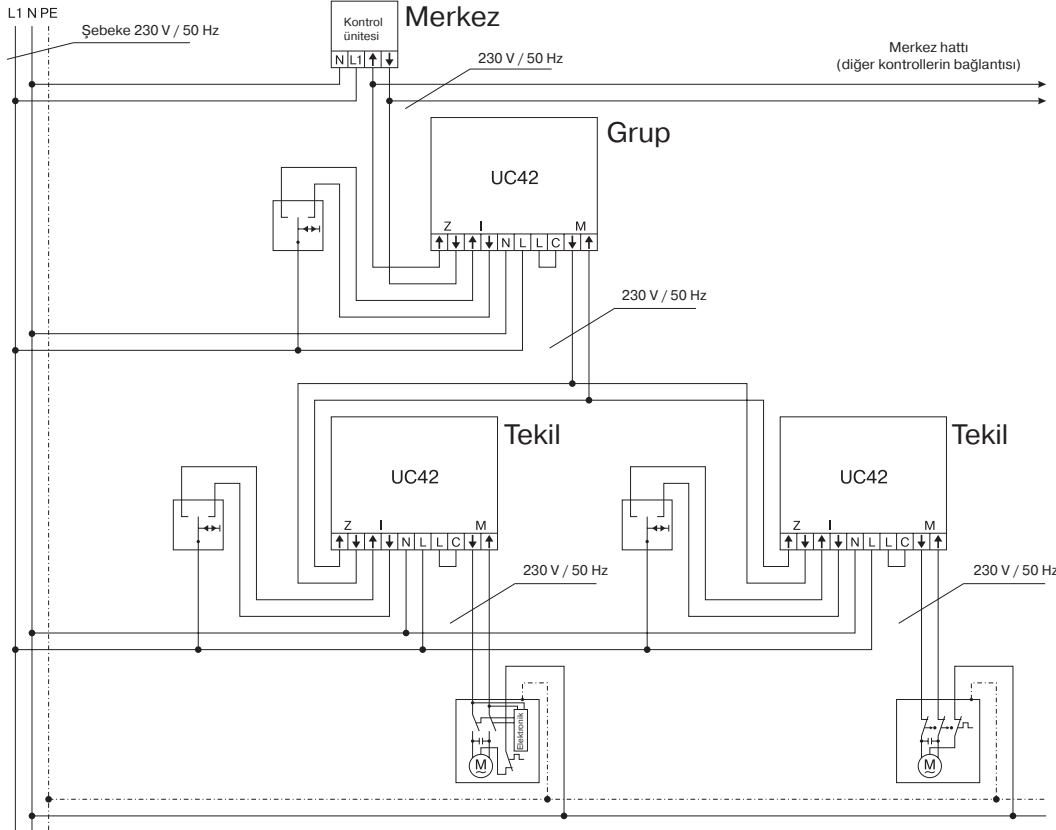 L1 N PE
Şebeke 230 V / 50 Hz
Kontrol
ünitesi
Merkez
N L1
230 V / 50 Hz
Merkez hattı
(diğer kontrollerin bağlantısı)
Grup
UC42
Z I M
N L L C
230 V / 50 Hz
Tekil
UC42
Z I M
N L L C
Tekil
UC42
Z I M
N L L C
230 V / 50 Hz
230 V / 50 Hz
Elektronik
M
M